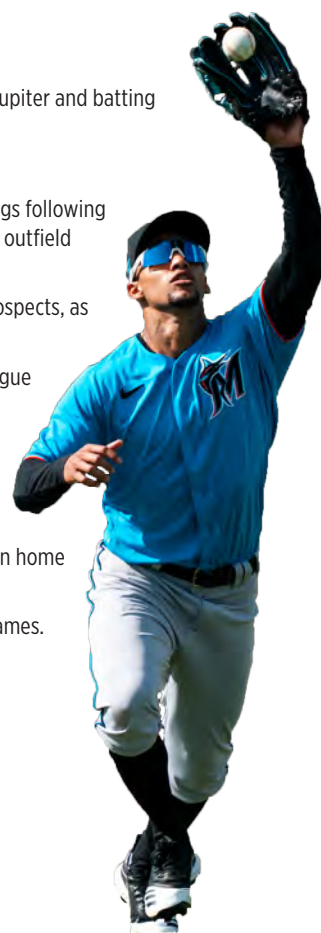 upiter and batting
gs following
outfield
ospects, as
gue
n home
ames.
M